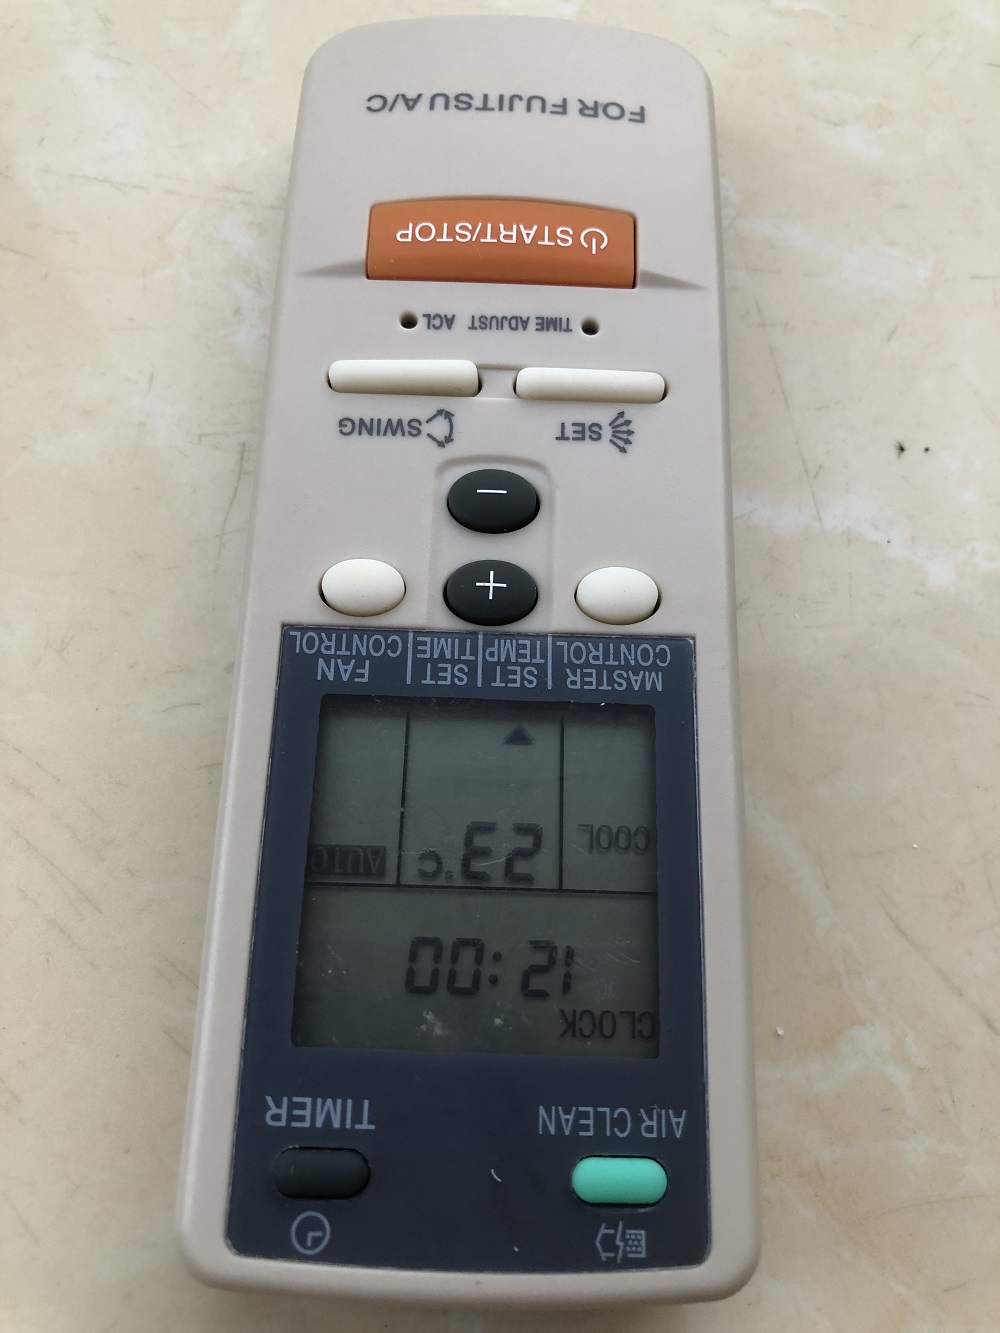 AIR CLEAN TIMER
CLOCK
12:00
COOL 23°C AUTO
MASTER | SET | SET | FAN
CONTROL | TEMP | TIME | CONTROL
+
−
SET SWING
TIME ADJUST ACL
START/STOP
FOR FUJITSU A/C